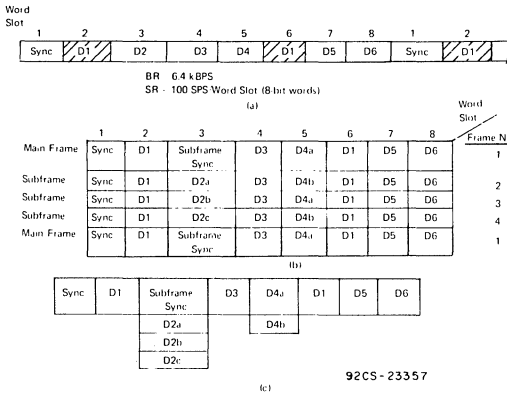 Word
Slot
1 2 3 4 5 6 7 8 1 2
Sync D1 D2 D3 D4 D1 D5 D6 Sync D1
BR 6.4 kBPS
SR - 100 SPS Word Slot (8-bit words)
(a)
Word
Slot
1 2 3 4 5 6 7 8 Frame N
Main Frame Sync D1 Subframe Sync D3 D4a D1 D5 D6 1
Subframe Sync D1 D2a D3 D4b D1 D5 D6 2
Subframe Sync D1 D2b D3 D4a D1 D5 D6 3
Subframe Sync D1 D2c D3 D4b D1 D5 D6 4
Main Frame Sync D1 Subframe Sync D3 D4a D1 D5 D6 1
(b)
Sync D1 Subframe Sync D3 D4a D1 D5 D6
D2a D4b
D2b
D2c
92CS-23357
(c)